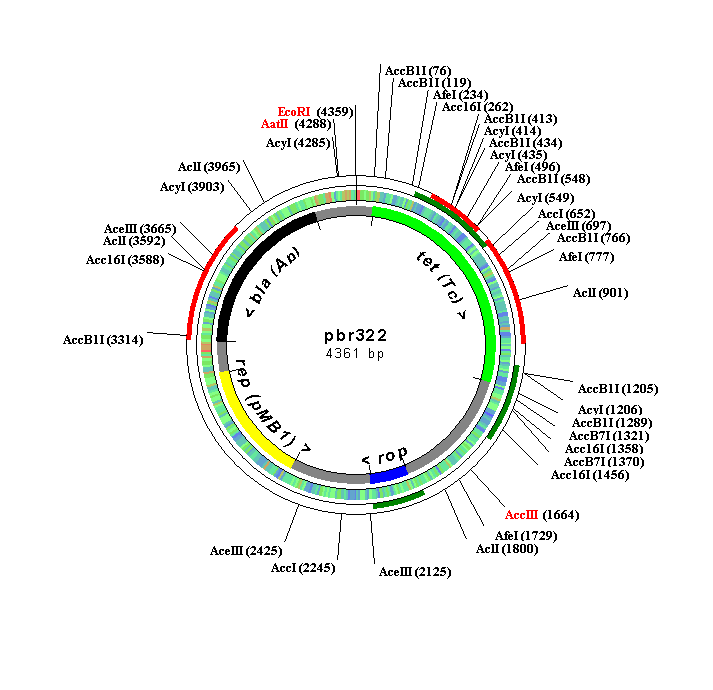 AccB1I (76)
AccB1I (119)
AfeI (234)
Acc16I (262)
AccB1I (413)
AcyI (414)
AccB1I (434)
AcyI (435)
AfeI (496)
AccB1I (548)
AcyI (549)
AccI (652)
AceIII (697)
AccB1I (766)
AfeI (777)
AclI (901)
AccB1I (1205)
AcyI (1206)
AccB1I (1289)
AccB7I (1321)
Acc16I (1358)
AccB7I (1370)
Acc16I (1456)
AccIII (1664)
AfeI (1729)
AclI (1800)
AceIII (2125)
AccI (2245)
AceIII (2425)
AccB1I (3314)
Acc16I (3588)
AclI (3592)
AceIII (3665)
AcyI (3903)
AclI (3965)
AcyI (4285)
AatII (4288)
EcoRI (4359)
< bla (Ap)
tet (Tc) >
pbr322
4361 bp
rep (pMB1) >
< rop